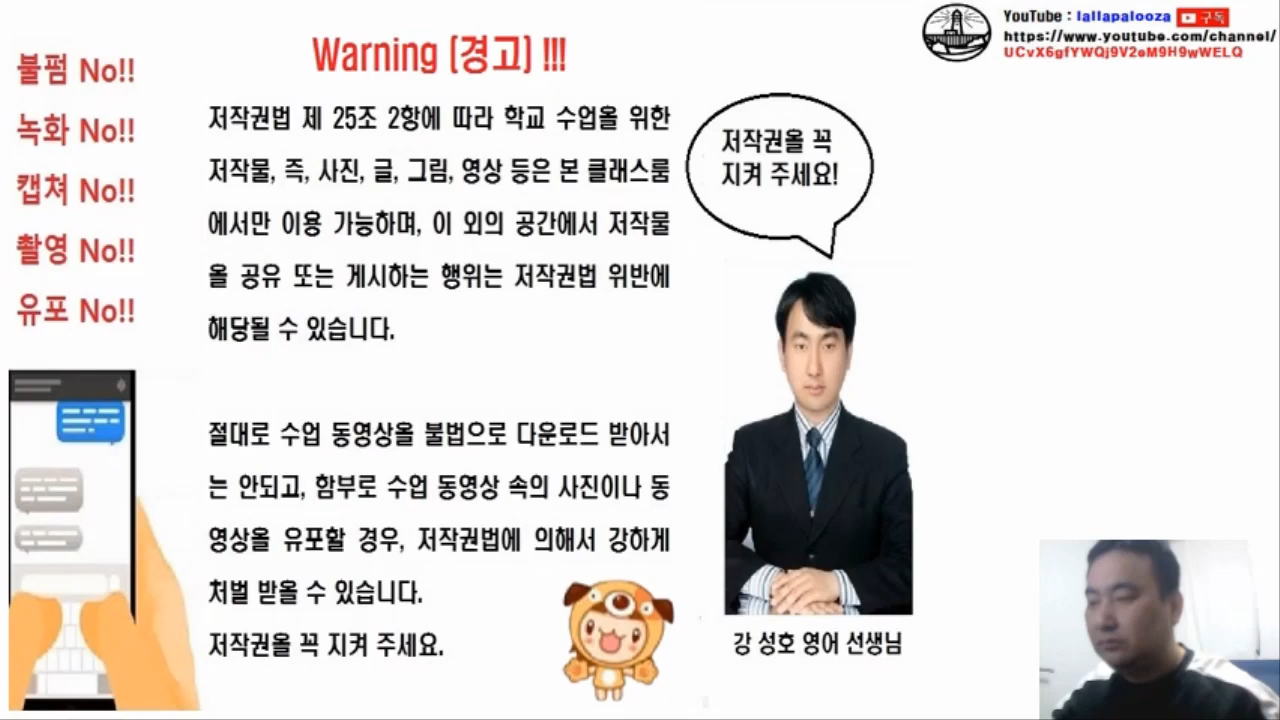 불펌 No!!
녹화 No!!
캡쳐 No!!
촬영 No!!
유포 No!!
Warning (경고) !!!
저작권법 제 25조 2항에 따라 학교 수업을 위한
저작물, 즉, 사진, 글, 그림, 영상 등은 본 클래스룸
에서만 이용 가능하며, 이 외의 공간에서 저작물
을 공유 또는 게시하는 행위는 저작권법 위반에
해당될 수 있습니다.
절대로 수업 동영상을 불법으로 다운로드 받아서
는 안되고, 함부로 수업 동영상 속의 사진이나 동
영상을 유포할 경우, 저작권법에 의해서 강하게
처벌 받을 수 있습니다.
저작권을 꼭 지켜 주세요.
저작권을 꼭
지켜 주세요!
강 성호 영어 선생님
YouTube : lallapalooza 구독
https://www.youtube.com/channel/
UCvX6gfYWQj9V2eM9H9wWELQ